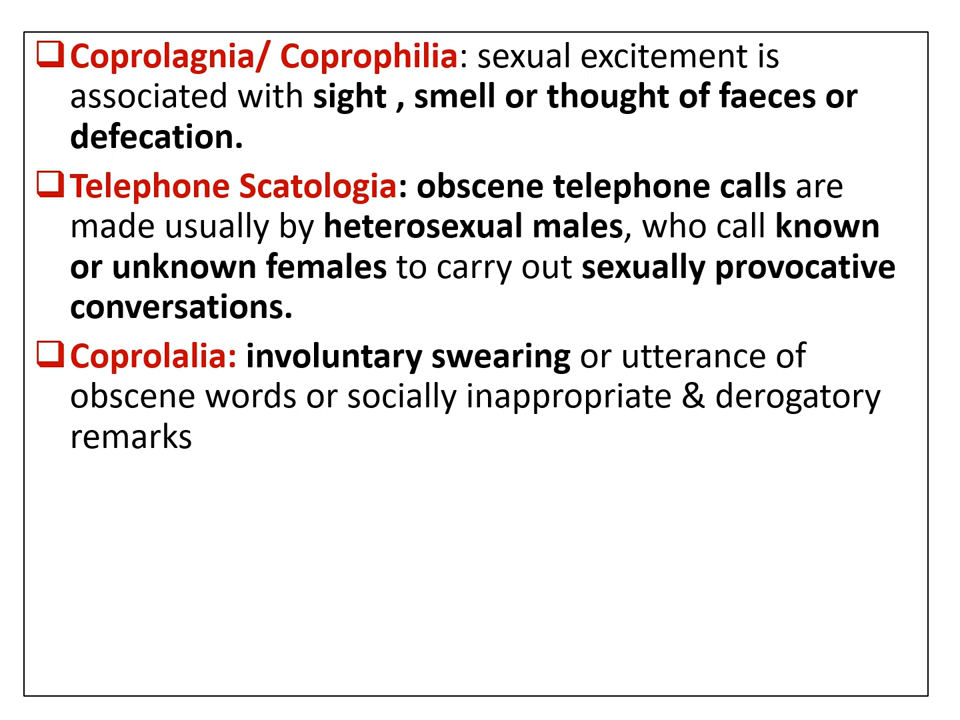 ❑Coprolagnia/ Coprophilia: sexual excitement is
associated with sight , smell or thought of faeces or
defecation.
❑Telephone Scatologia: obscene telephone calls are
made usually by heterosexual males, who call known
or unknown females to carry out sexually provocative
conversations.
❑Coprolalia: involuntary swearing or utterance of
obscene words or socially inappropriate & derogatory
remarks